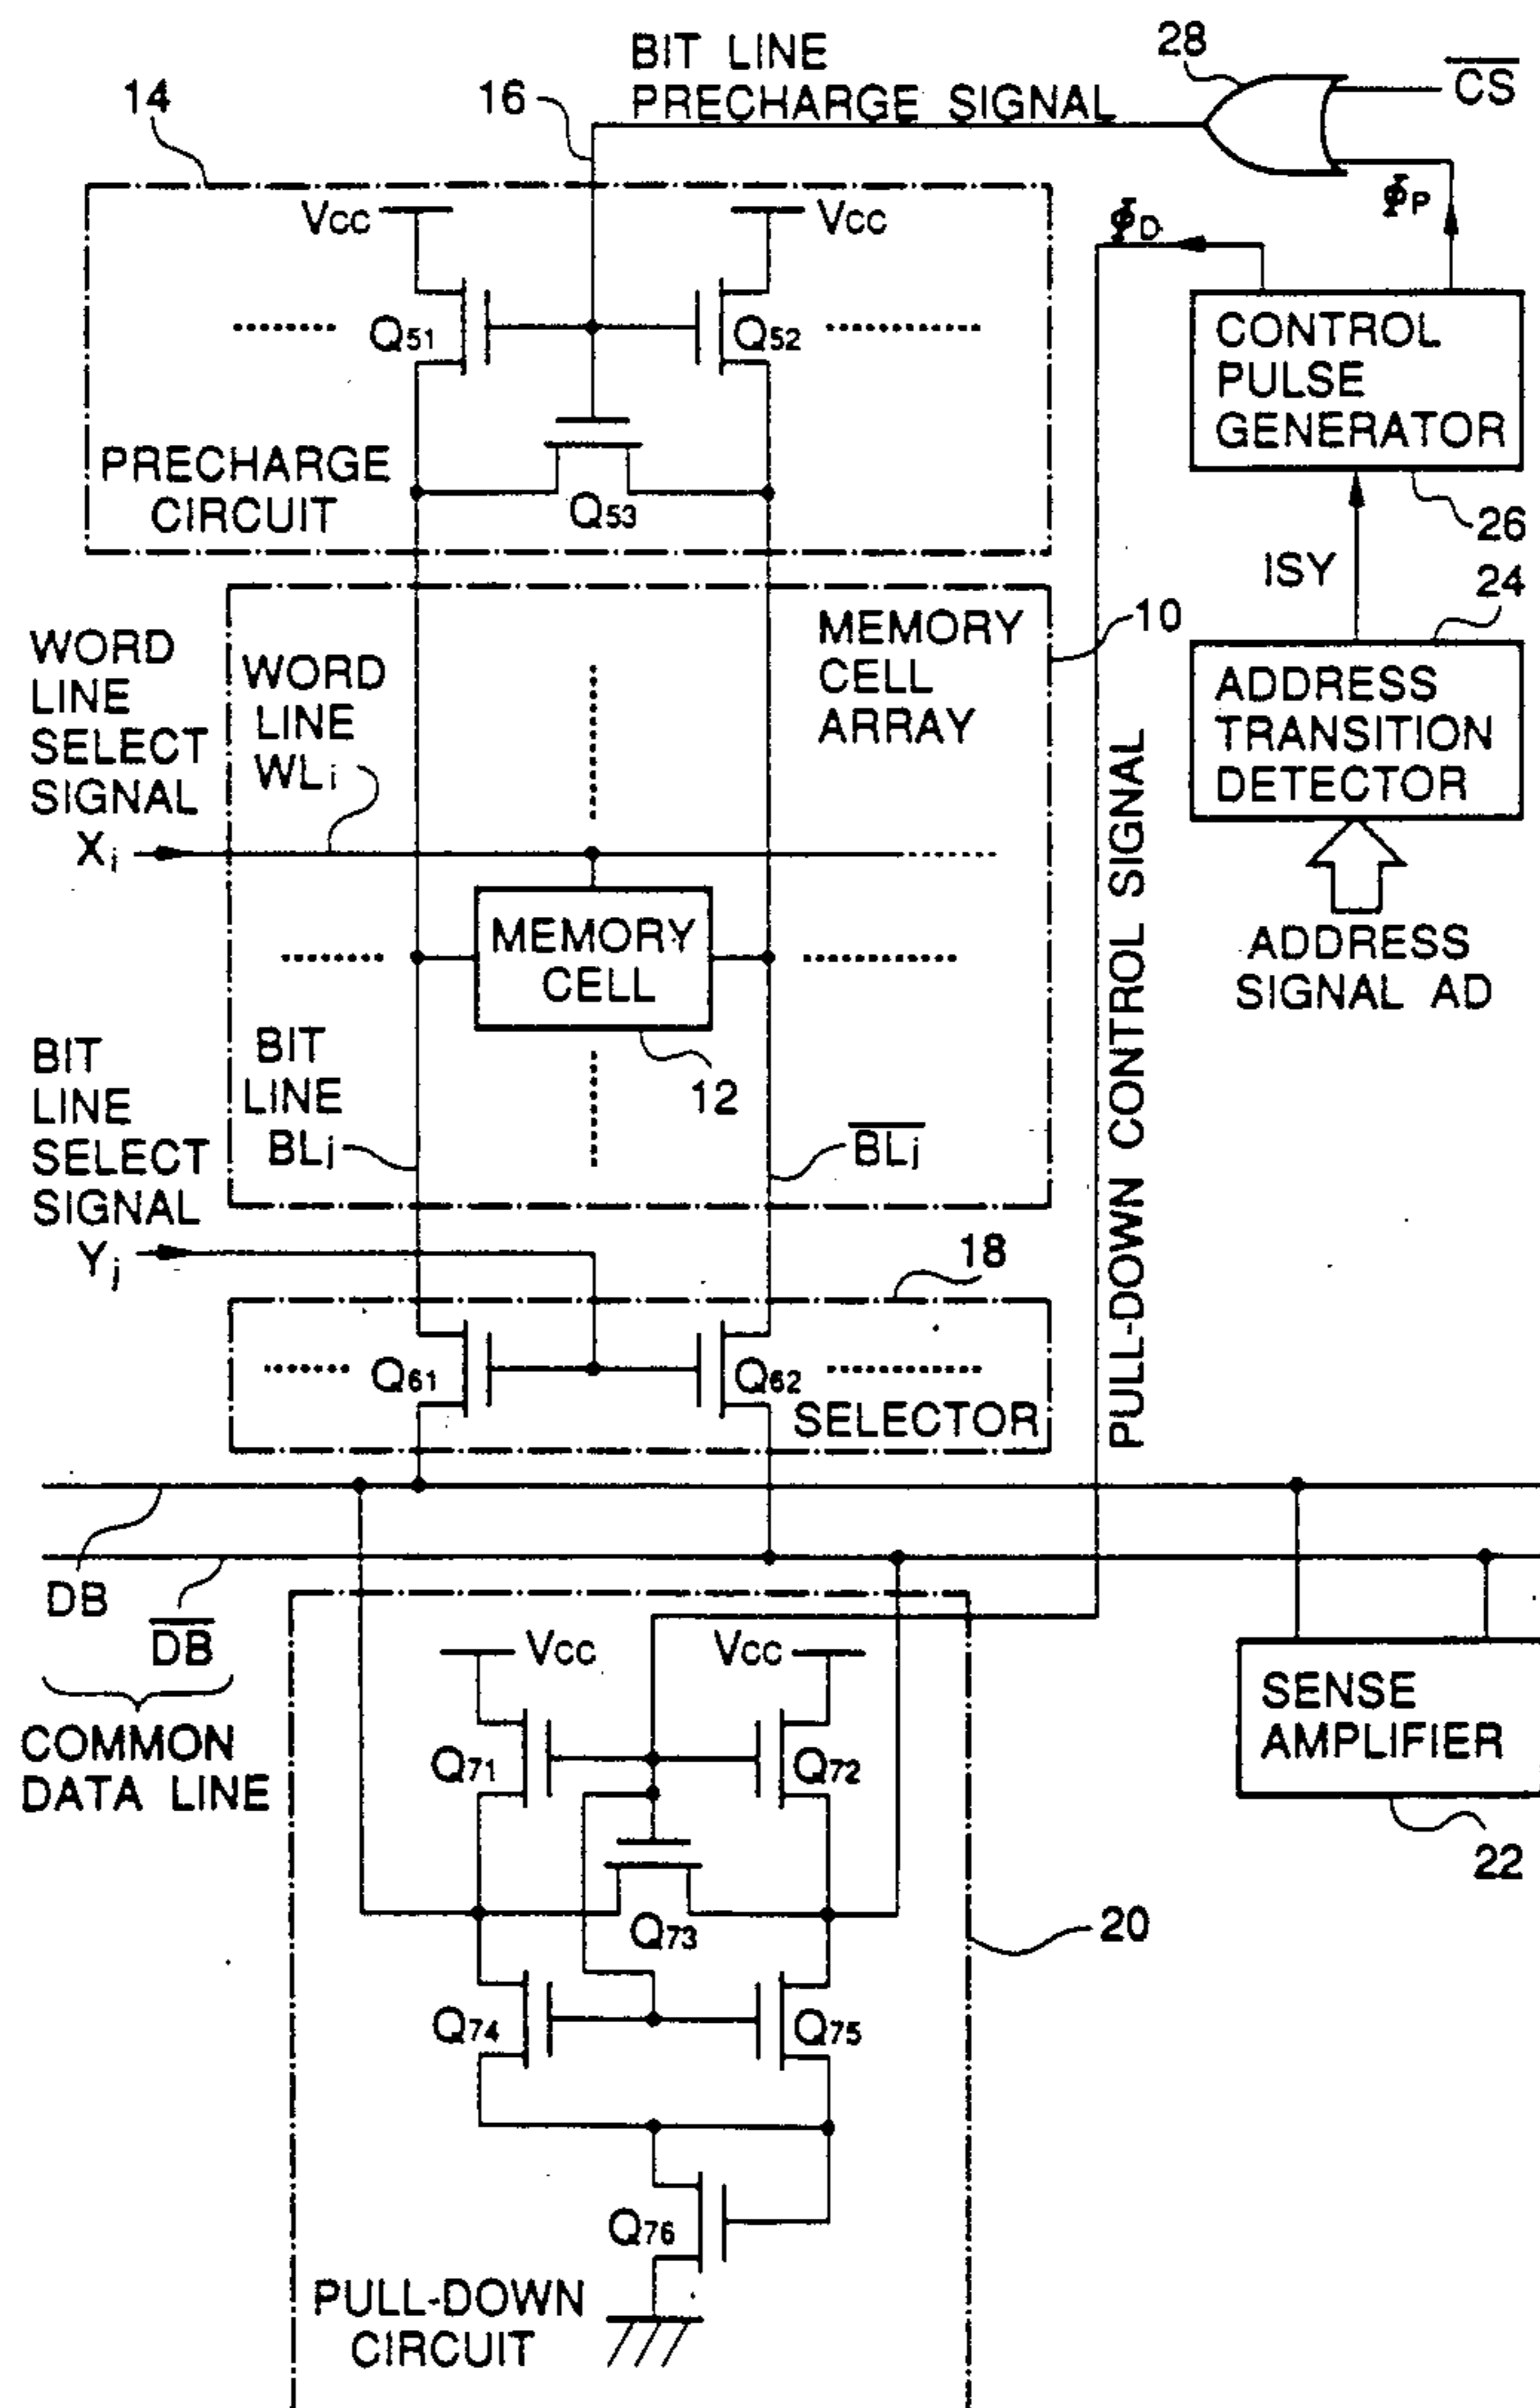 BIT LINE
PRECHARGE SIGNAL
28
C̅S̅
14
16
Vcc
Vcc
ΦD
ΦP
Q51
Q52
CONTROL
PULSE
GENERATOR
PRECHARGE
CIRCUIT
Q53
26
ISY
24
WORD
LINE
SELECT
SIGNAL
Xi
WORD
LINE
WLi
MEMORY
CELL
ARRAY
10
ADDRESS
TRANSITION
DETECTOR
MEMORY
CELL
ADDRESS
SIGNAL AD
PULL-DOWN CONTROL SIGNAL
BIT
LINE
SELECT
SIGNAL
Yj
BIT
LINE
BLj
12
B̅L̅j̅
18
Q61
Q62
SELECTOR
DB
D̅B̅
COMMON
DATA LINE
Vcc
Vcc
SENSE
AMPLIFIER
22
Q71
Q72
Q73
20
Q74
Q75
Q76
PULL-DOWN
CIRCUIT